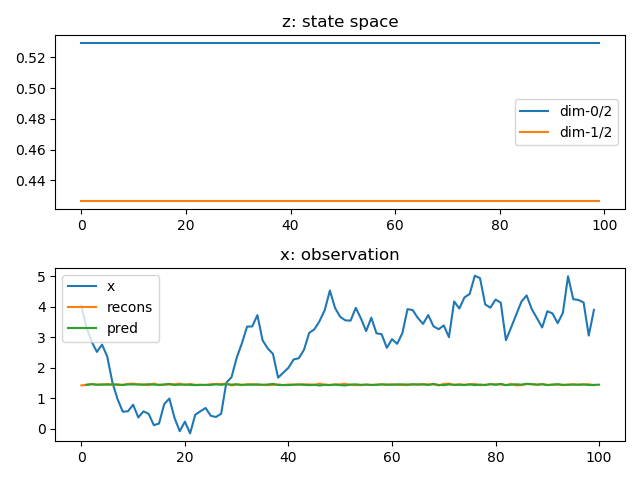 z: state space
0.52
0.50
0.48
0.46
0.44
dim-0/2
dim-1/2
0 20 40 60 80 100
x: observation
5
4
3
2
1
0
x
recons
pred
0 20 40 60 80 100